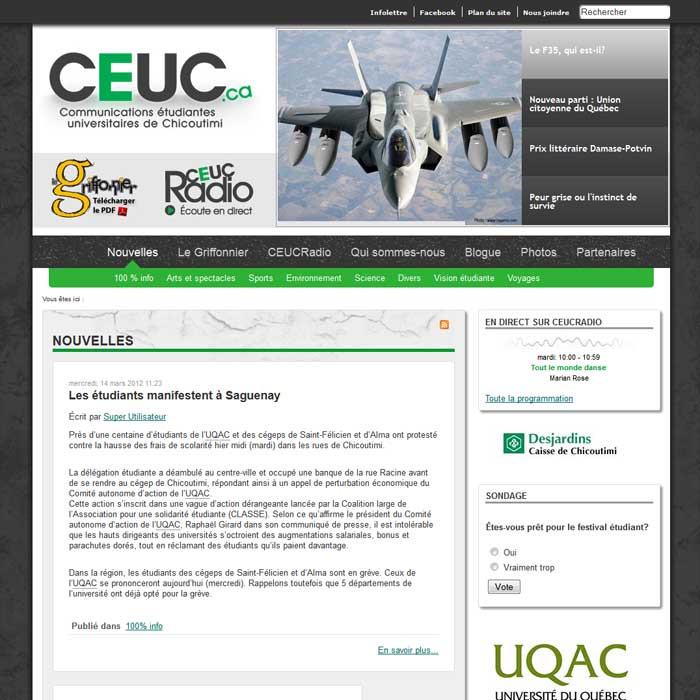 Infolettre | Facebook | Plan du site | Nous joindre
Rechercher
CEUC.ca
Communications étudiantes
universitaires de Chicoutimi
le griffonnier
Télécharger
le PDF
CEUC
Radio
Écoute en direct
Le F35, qui est-il?
Nouveau parti : Union
citoyenne du Québec
Prix littéraire Damase-Potvin
Peur grise ou l'instinct de
survie
Nouvelles Le Griffonnier CEUCRadio Qui sommes-nous Blogue Photos Partenaires
100 % info Arts et spectacles Sports Environnement Science Divers Vision étudiante Voyages
Vous êtes ici :
NOUVELLES
mercredi, 14 mars 2012 11:23
Les étudiants manifestent à Saguenay
Écrit par Super Utilisateur
Près d'une centaine d'étudiants de l'UQAC et des cégeps de Saint-Félicien et d'Alma ont protesté
contre la hausse des frais de scolarité hier midi (mardi) dans les rues de Chicoutimi.
La délégation étudiante a déambulé au centre-ville et occupé une banque de la rue Racine avant
de se rendre au cégep de Chicoutimi, répondant ainsi à un appel de perturbation économique du
Comité autonome d'action de l'UQAC.
Cette action s'inscrit dans une vague d'action dérangeante lancée par la Coalition large de
l'Association pour une solidarité étudiante (CLASSE). Selon ce qu'affirme le président du Comité
autonome d'action de l'UQAC, Raphaël Girard dans son communiqué de presse, il est intolérable
que les hauts dirigeants des universités s'octroient des augmentations salariales, bonus et
parachutes dorés, tout en réclamant des étudiants qu'ils paient davantage.
Dans la région, les étudiants des cégeps de Saint-Félicien et d'Alma sont en grève. Ceux de
l'UQAC se prononceront aujourd'hui (mercredi). Rappelons toutefois que 5 départements de
l'université ont déjà opté pour la grève.
Publié dans 100% info
En savoir plus...
EN DIRECT SUR CEUCRADIO
mardi: 10:00 - 10:59
Tout le monde danse
Marian Rose
Toute la programmation
Desjardins
Caisse de Chicoutimi
SONDAGE
Êtes-vous prêt pour le festival étudiant?
Oui
Vraiment trop
Vote
UQAC
UNIVERSITÉ DU QUÉBEC